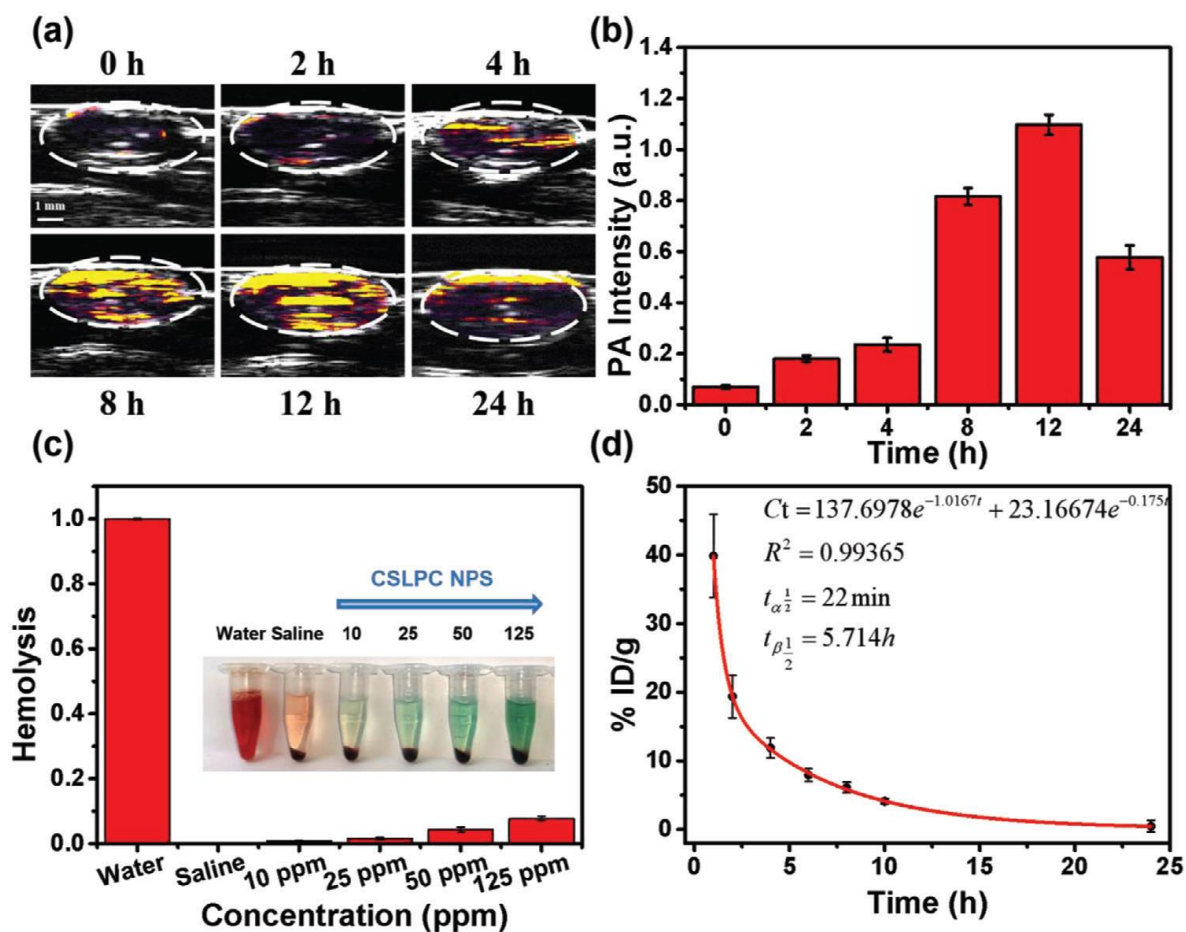 (a)
0 h 2 h 4 h
1 mm
8 h 12 h 24 h
(b)
PA Intensity (a.u.)
1.4
1.2
1.0
0.8
0.6
0.4
0.2
0.0
0 2 4 8 12 24
Time (h)
(c)
Hemolysis
1.0
0.8
0.6
0.4
0.2
0.0
CSLPC NPS
Water Saline 10 25 50 125
Water Saline 10 ppm 25 ppm 50 ppm 125 ppm
Concentration (ppm)
(d)
% ID/g
50
40
30
20
10
0
Ct = 137.6978e^{-1.0167t} + 23.16674e^{-0.175t}
R² = 0.99365
t_{α 1/2} = 22 min
t_{β 1/2} = 5.714h
0 5 10 15 20 25
Time (h)